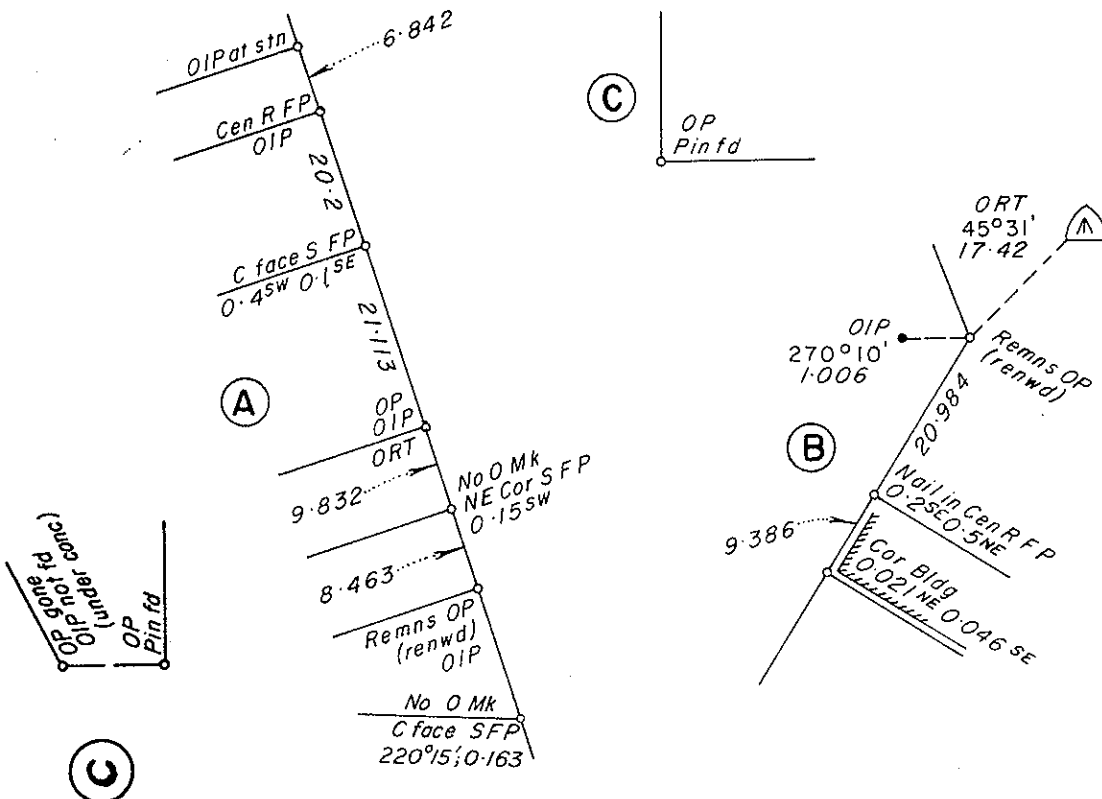 OIP at stn
6·842
Cen R FP
OIP
20·2
C face S FP
0·4SW 0·1SE
21·113
A
OP
OIP
ORT
9·832
No O Mk
NE Cor S F P
0·15SW
8·463
Remns OP
(renwd)
OIP
No O Mk
C face SFP
220°15', 0·163
C
OP
Pin fd
ORT
45°31'
17·42
OIP
270°10'
1·006
Remns OP
(renwd)
20·984
B
Nail in Cen R F P
0·2SE 0·5NE
9·386
Cor Bldg
0·021NE 0·046 SE
OP gone
OIP not fd
(under conc)
OP
Pin fd
C